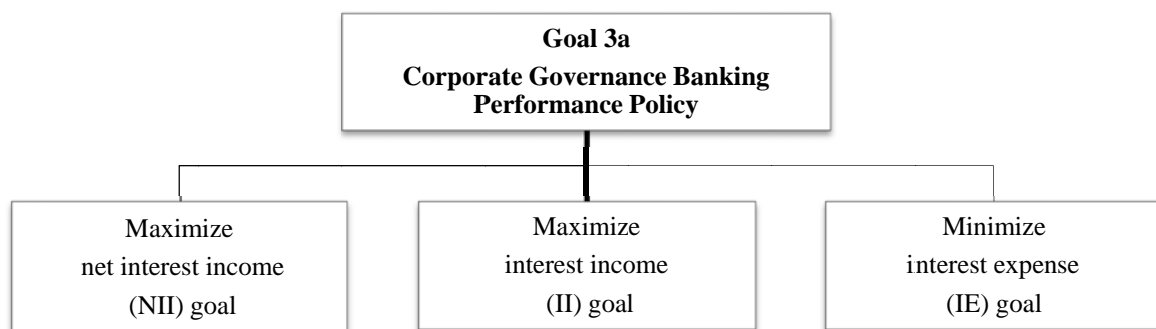 Goal 3a
Corporate Governance Banking
Performance Policy
Maximize
net interest income
(NII) goal
Maximize
interest income
(II) goal
Minimize
interest expense
(IE) goal